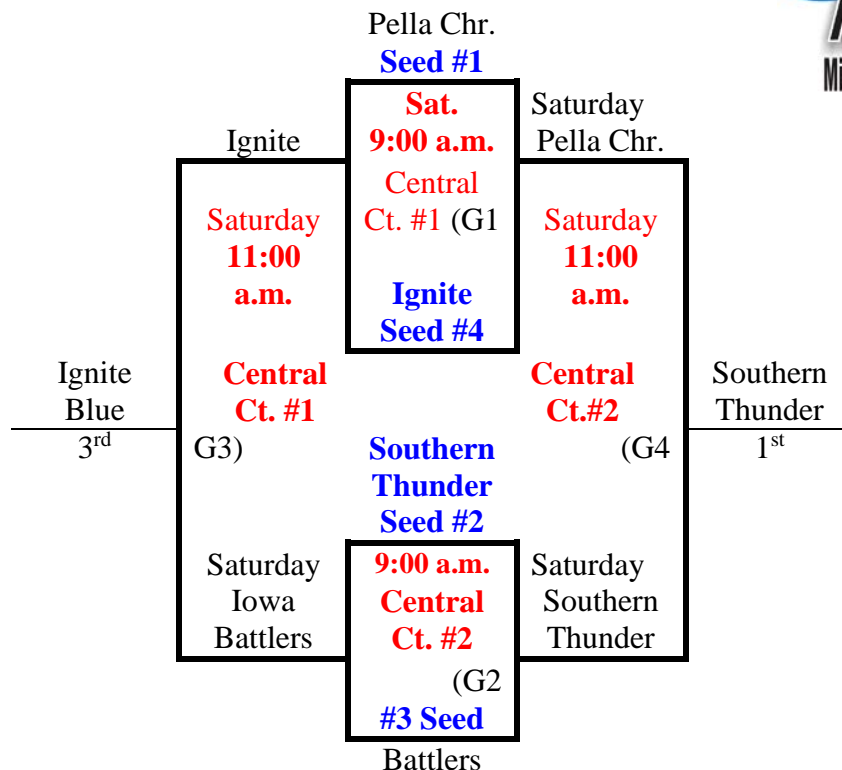 Pella Chr.
Seed #1
Sat.
9:00 a.m.
Central
Ct. #1 (G1
Ignite
Seed #4
Ignite
Saturday
Pella Chr.
Saturday
11:00
a.m.
Central
Ct. #1
G3)
Saturday
11:00
a.m.
Central
Ct.#2
(G4
Ignite
Blue
3rd
Southern
Thunder
1st
Southern
Thunder
Seed #2
9:00 a.m.
Central
Ct. #2
(G2
#3 Seed
Battlers
Saturday
Iowa
Battlers
Saturday
Southern
Thunder